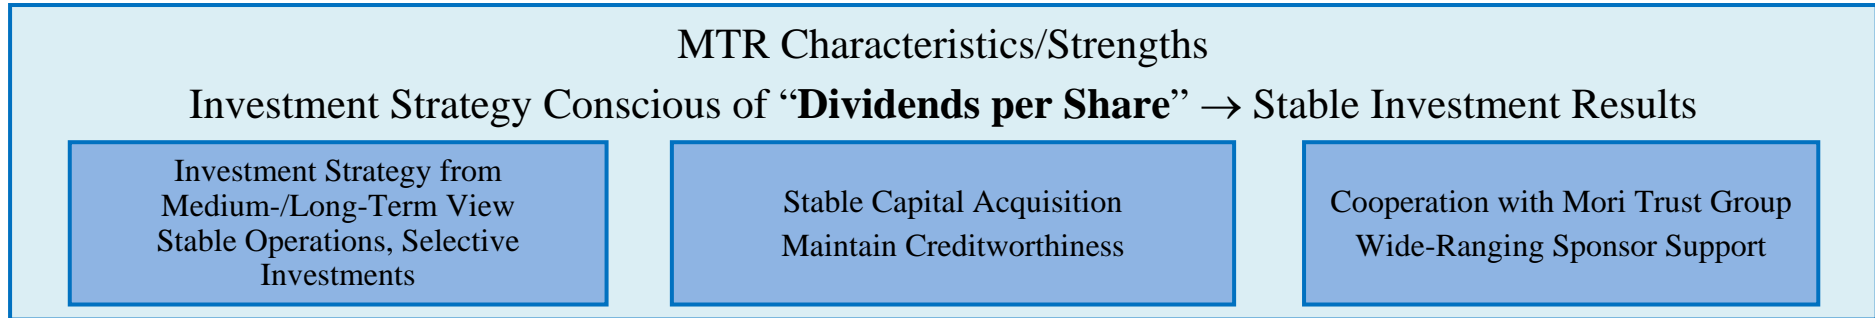 MTR Characteristics/Strengths
Investment Strategy Conscious of “Dividends per Share” → Stable Investment Results
Investment Strategy from
Medium-/Long-Term View
Stable Operations, Selective
Investments
Stable Capital Acquisition
Maintain Creditworthiness
Cooperation with Mori Trust Group
Wide-Ranging Sponsor Support